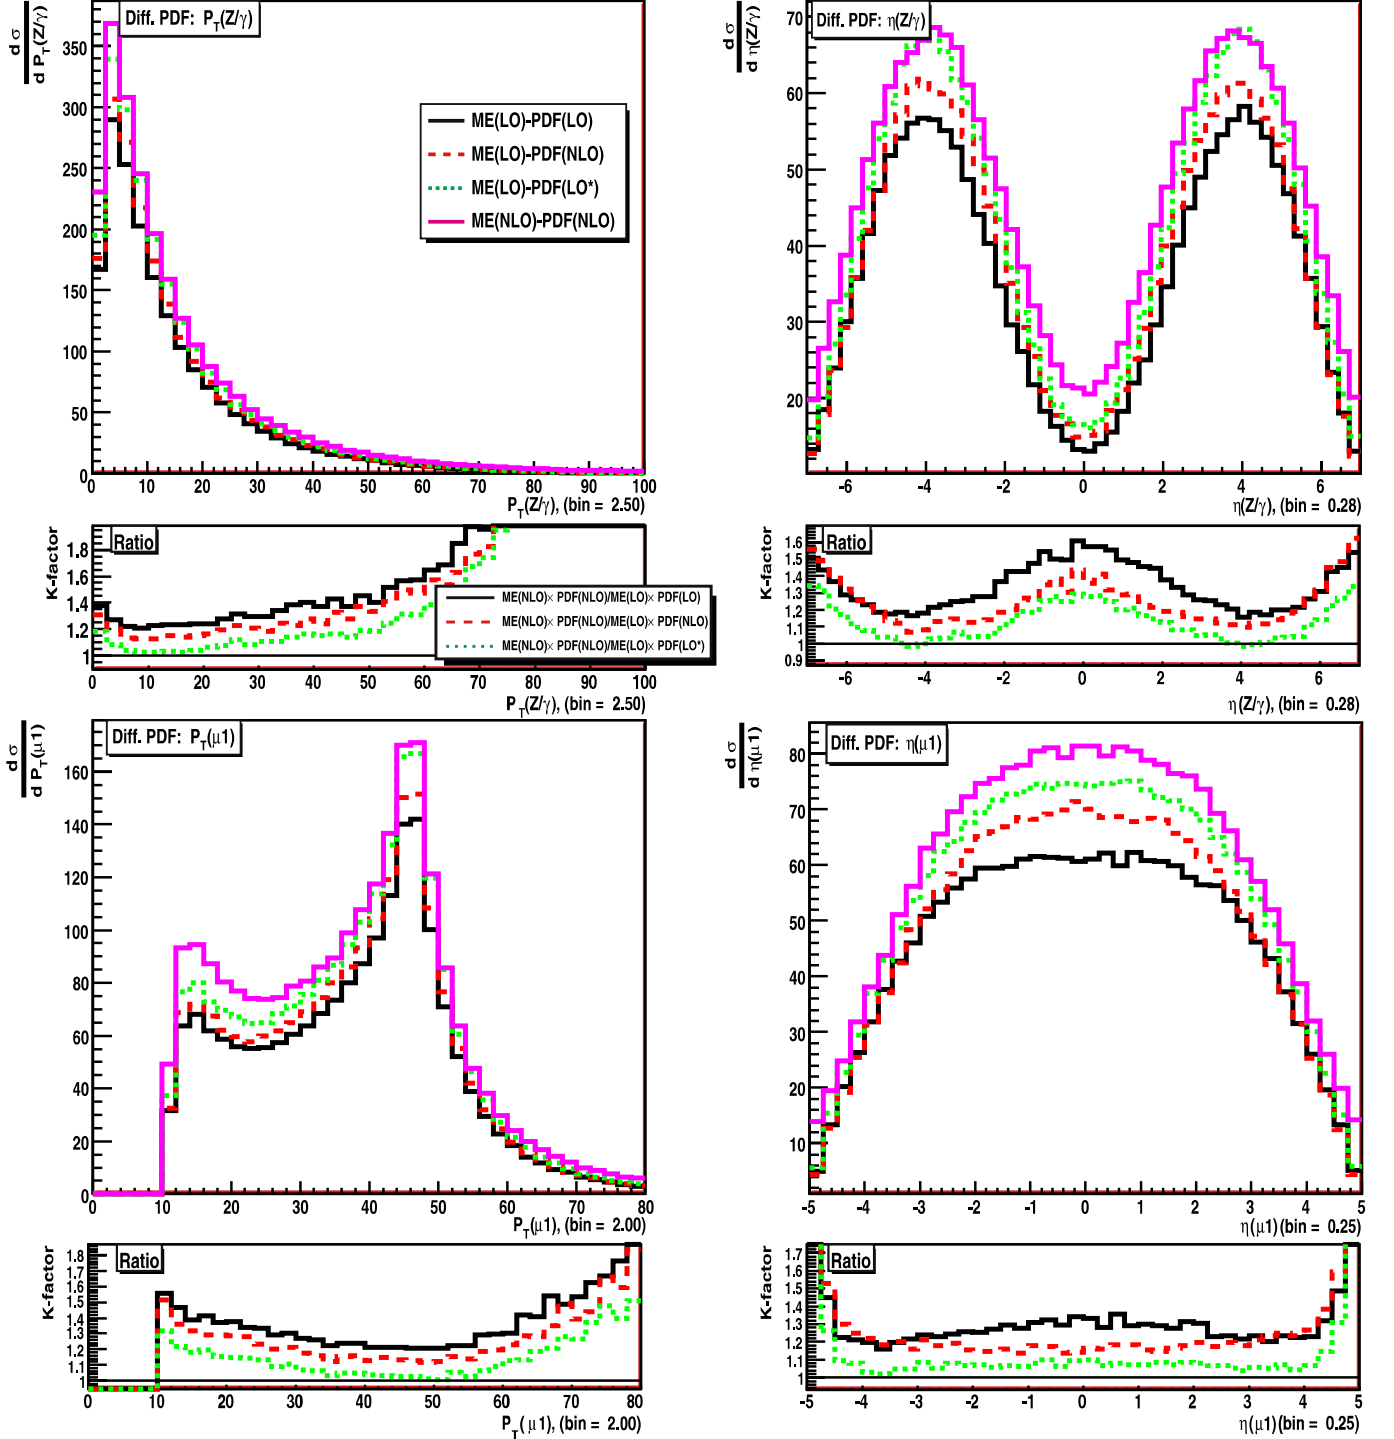 Diff. PDF: P_T(Z/γ)
d σ
d P_T(Z/γ)
350
300
250
200
150
100
50
0
ME(LO)-PDF(LO)
ME(LO)-PDF(NLO)
ME(LO)-PDF(LO*)
ME(NLO)-PDF(NLO)
0 10 20 30 40 50 60 70 80 90 100
P_T(Z/γ), (bin = 2.50)
Diff. PDF: η(Z/γ)
d σ
d η(Z/γ)
70
60
50
40
30
20
-6 -4 -2 0 2 4 6
η(Z/γ), (bin = 0.28)
Ratio
K-factor
1.8
1.6
1.4
1.2
1
ME(NLO)× PDF(NLO)/ME(LO)× PDF(LO)
ME(NLO)× PDF(NLO)/ME(LO)× PDF(NLO)
ME(NLO)× PDF(NLO)/ME(LO)× PDF(LO*)
0 10 20 30 40 50 60 70 80 90 100
P_T(Z/γ), (bin = 2.50)
Ratio
K-factor
1.6
1.5
1.4
1.3
1.2
1.1
1
0.9
-6 -4 -2 0 2 4 6
η(Z/γ), (bin = 0.28)
Diff. PDF: P_T(μ1)
d σ
d P_T(μ1)
160
140
120
100
80
60
40
20
0
0 10 20 30 40 50 60 70 80
P_T(μ1), (bin = 2.00)
Diff. PDF: η(μ1)
d σ
d η(μ1)
80
70
60
50
40
30
20
10
-5 -4 -3 -2 -1 0 1 2 3 4 5
η(μ1) (bin = 0.25)
Ratio
K-factor
1.8
1.7
1.6
1.5
1.4
1.3
1.2
1.1
1
0 10 20 30 40 50 60 70 80
P_T(μ1), (bin = 2.00)
Ratio
K-factor
1.7
1.6
1.5
1.4
1.3
1.2
1.1
1
-5 -4 -3 -2 -1 0 1 2 3 4 5
η(μ1) (bin = 0.25)